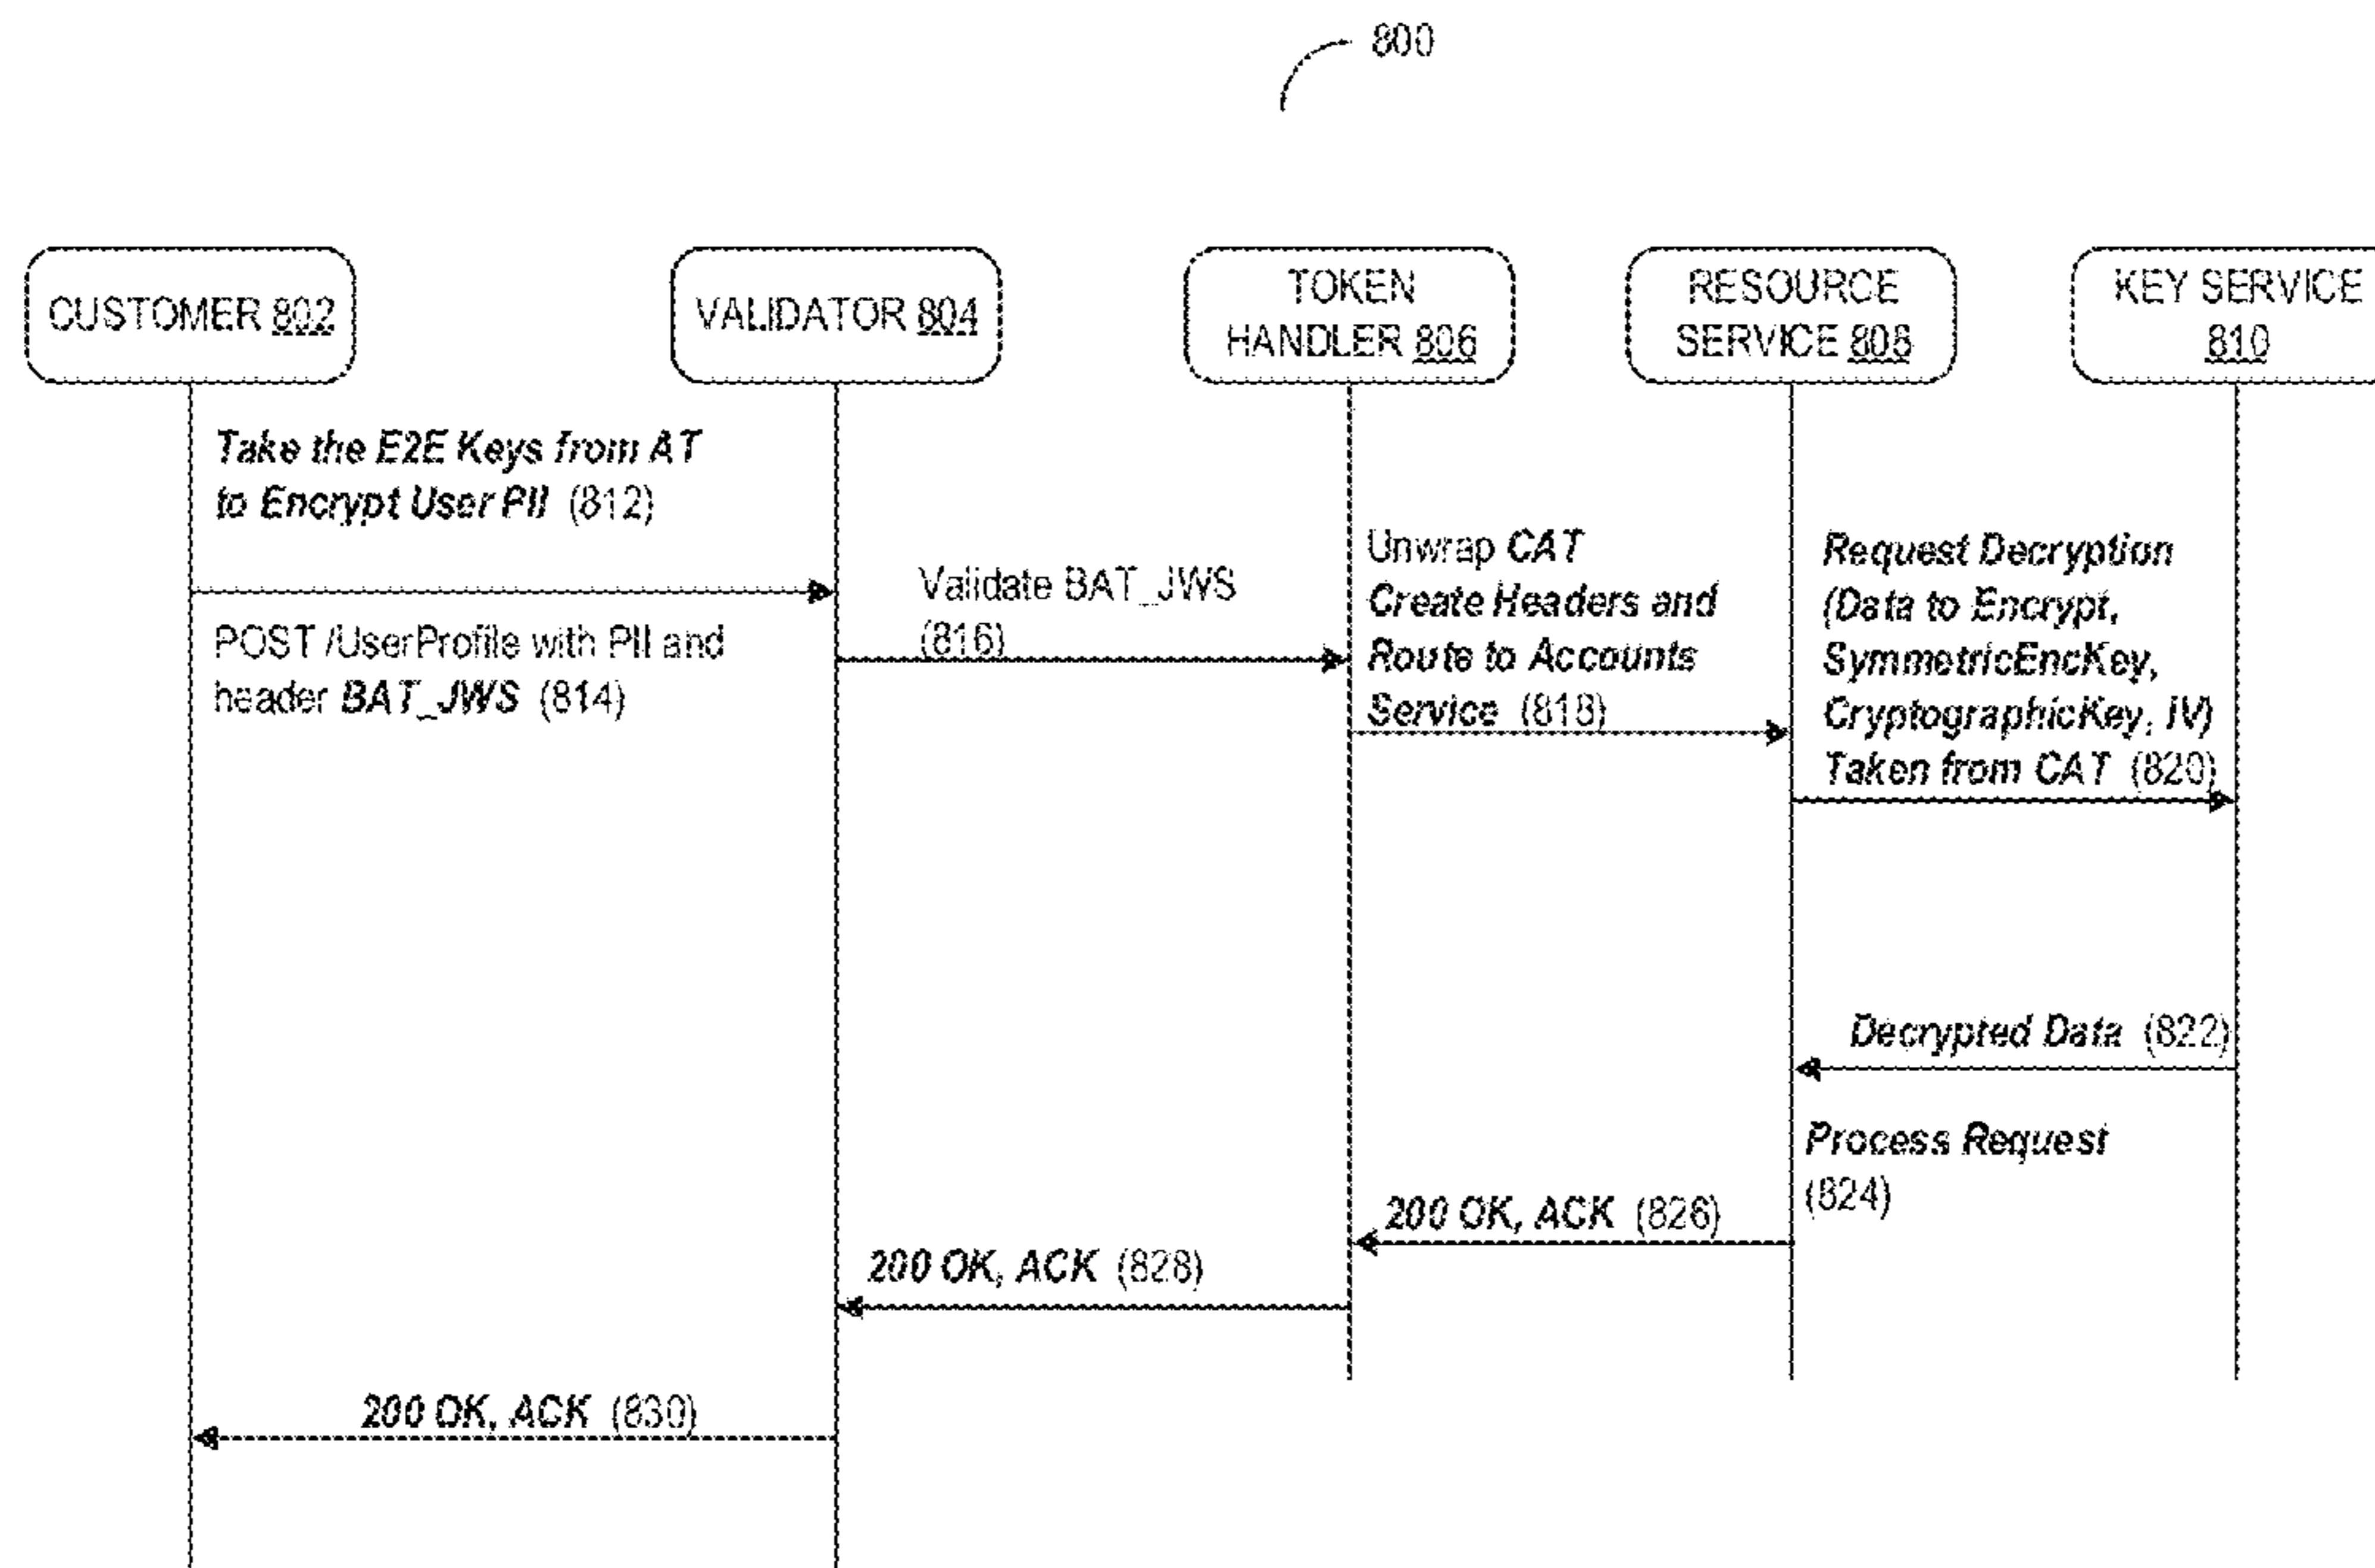 800
CUSTOMER 802
VALIDATOR 804
TOKEN
HANDLER 806
RESOURCE
SERVICE 808
KEY SERVICE
810
Take the E2E Keys from AT
to Encrypt User PII (812)
POST /UserProfile with PII and
header BAT_JWS (814)
Validate BAT_JWS
(816)
Unwrap CAT
Create Headers and
Route to Accounts
Service (818)
Request Decryption
(Data to Encrypt,
SymmetricEncKey,
CryptographicKey, IV)
Taken from CAT (820)
Decrypted Data (822)
Process Request
(824)
200 OK, ACK (826)
200 OK, ACK (828)
200 OK, ACK (830)